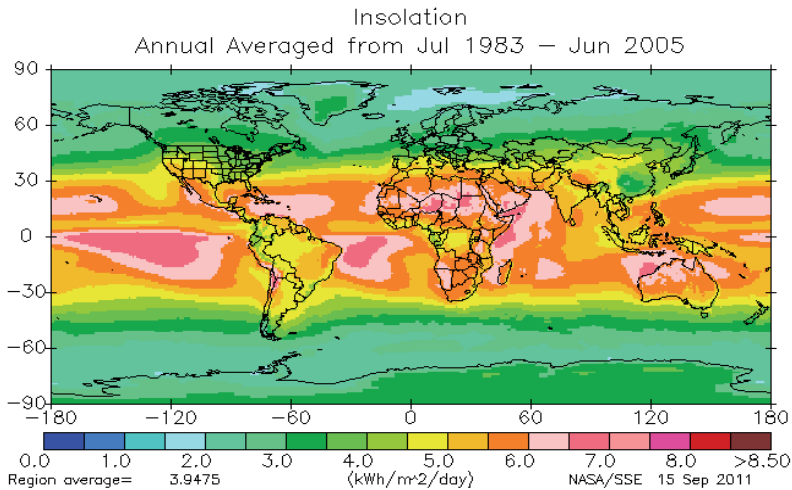 Insolation
Annual Averaged from Jul 1983 – Jun 2005
90
60
30
0
−30
−60
−90
−180 −120 −60 0 60 120 180
0.0 1.0 2.0 3.0 4.0 5.0 6.0 7.0 8.0 >8.50
Region average= 3.9475 (kWh/m^2/day) NASA/SSE 15 Sep 2011